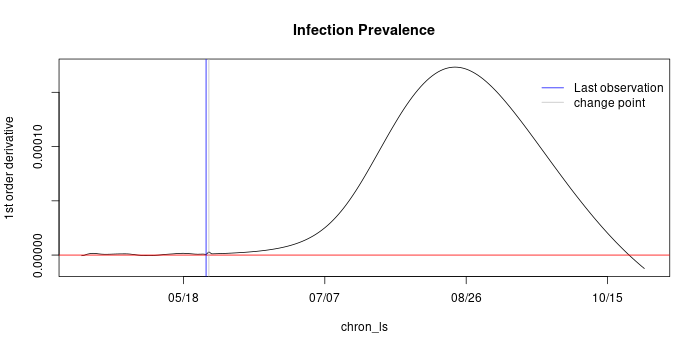 Infection Prevalence
1st order derivative
0.00010
0.00000
Last observation
change point
05/18 07/07 08/26 10/15
chron_ls